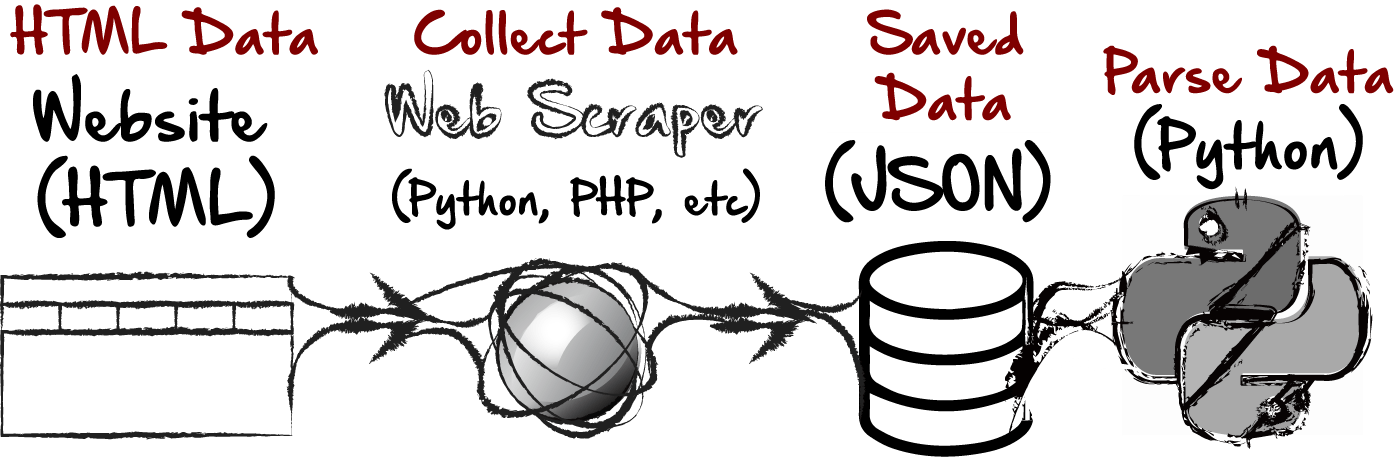 HTML Data
Website
(HTML)
Collect Data
Web Scraper
(Python, PHP, etc)
Saved
Data
(JSON)
Parse Data
(Python)